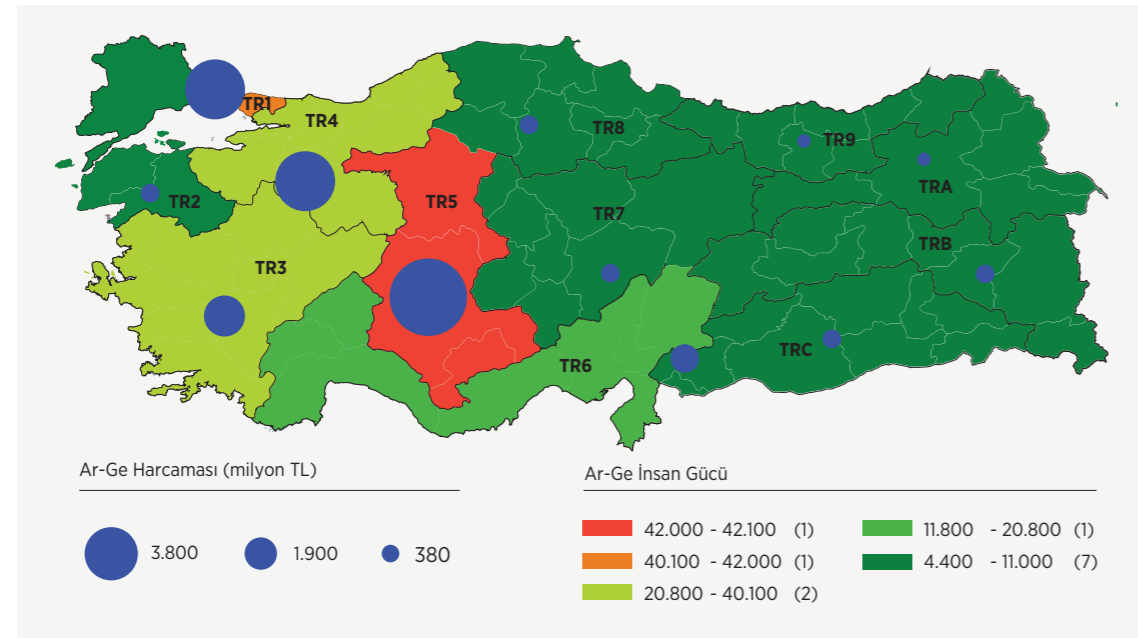 TR1
TR4
TR8
TR9
TRA
TR2
TR5
TR7
TRB
TR3
TRC
TR6
Ar-Ge Harcaması (milyon TL)
3.800
1.900
380
Ar-Ge İnsan Gücü
42.000 - 42.100 (1)
40.100 - 42.000 (1)
20.800 - 40.100 (2)
11.800 - 20.800 (1)
4.400 - 11.000 (7)